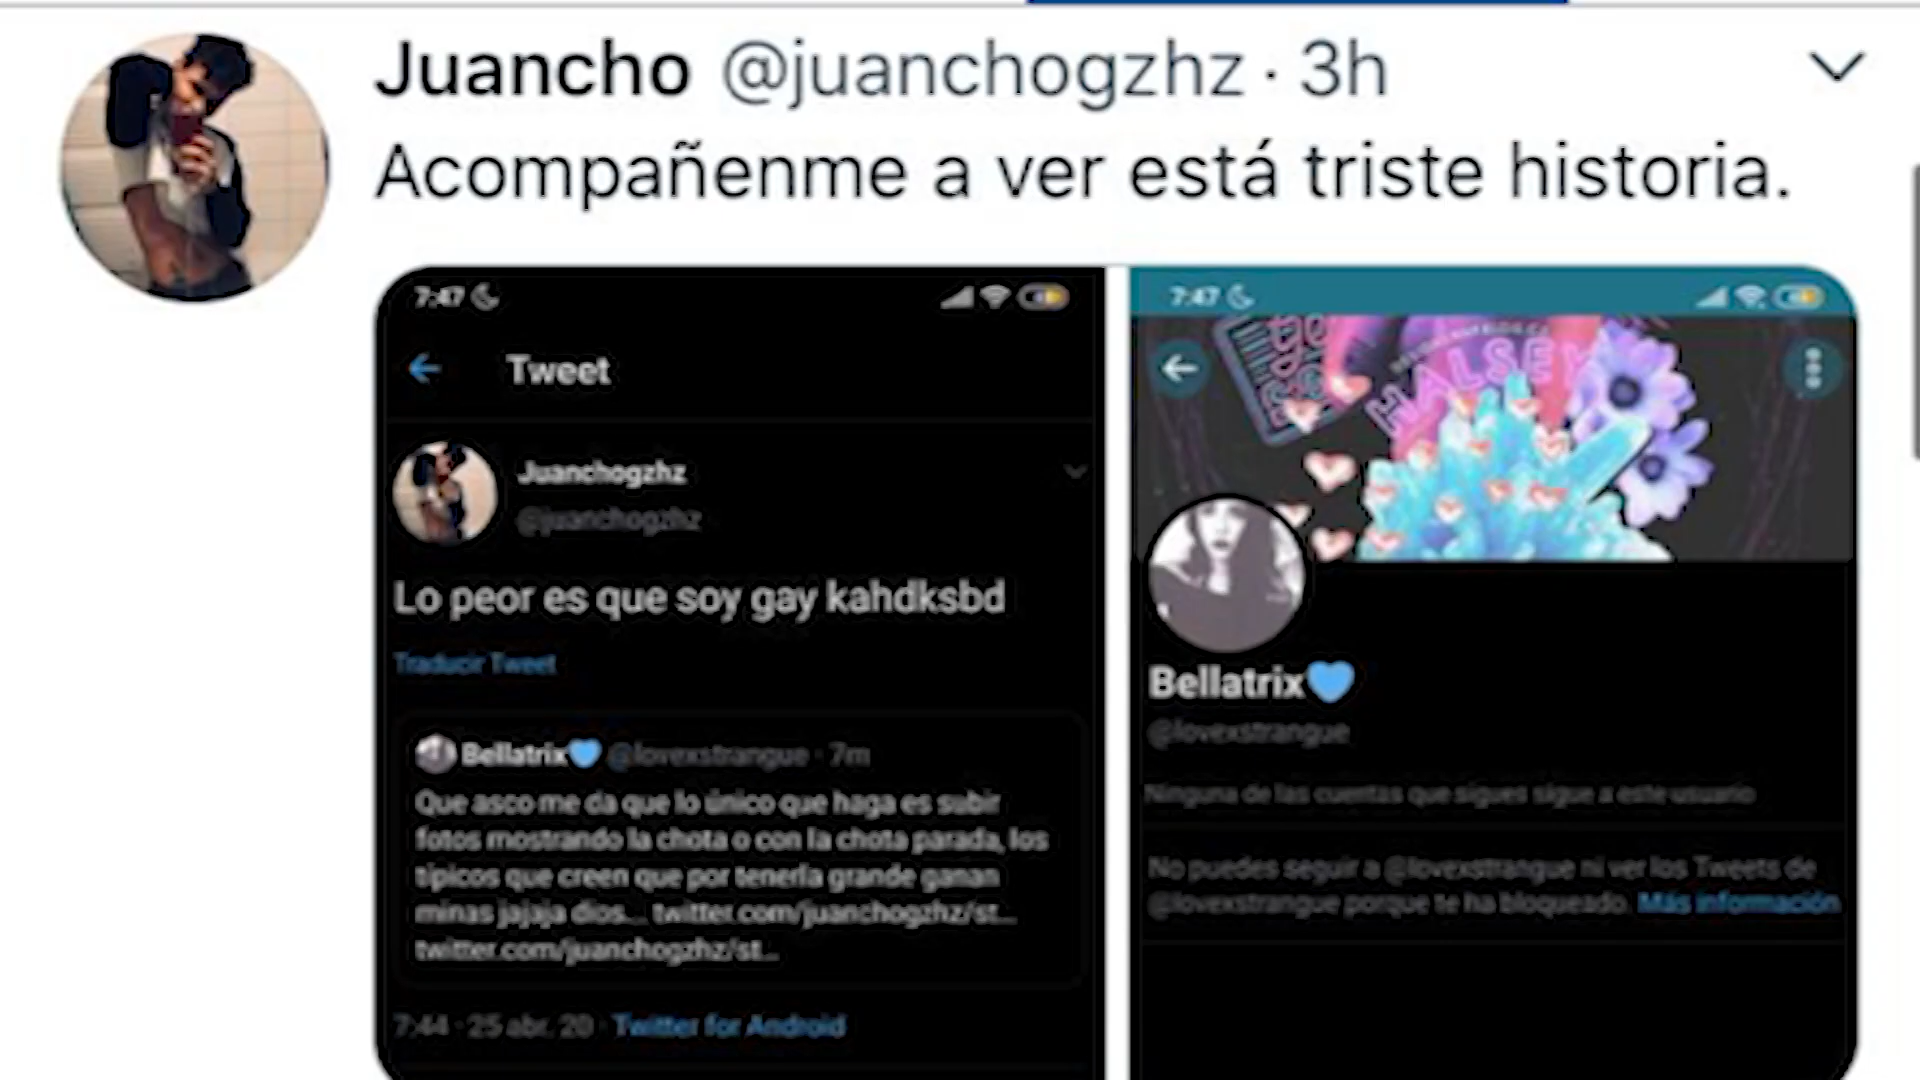 Juancho @juanchogzhz · 3h
Acompañenme a ver está triste historia.
7:47
Tweet
Juanchogzhz
@juanchogzhz
Lo peor es que soy gay kahdksbd
Traducir Tweet
Bellatrix💙 @lovexstrangue · 7m
Que asco me da que lo único que haga es subir
fotos mostrando la chota o con la chota parada, los
típicos que creen que por tenerla grande ganan
minas jajaja dios... twitter.com/juanchogzhz/st...
twitter.com/juanchogzhz/st...
7:44 · 25 abr. 20 · Twitter for Android
7:47
HALSEY
Bellatrix💙
@lovexstrangue
Ninguna de las cuentas que sigues sigue a este usuario
No puedes seguir a @lovexstrangue ni ver los Tweets de
@lovexstrangue porque te ha bloqueado. Más información